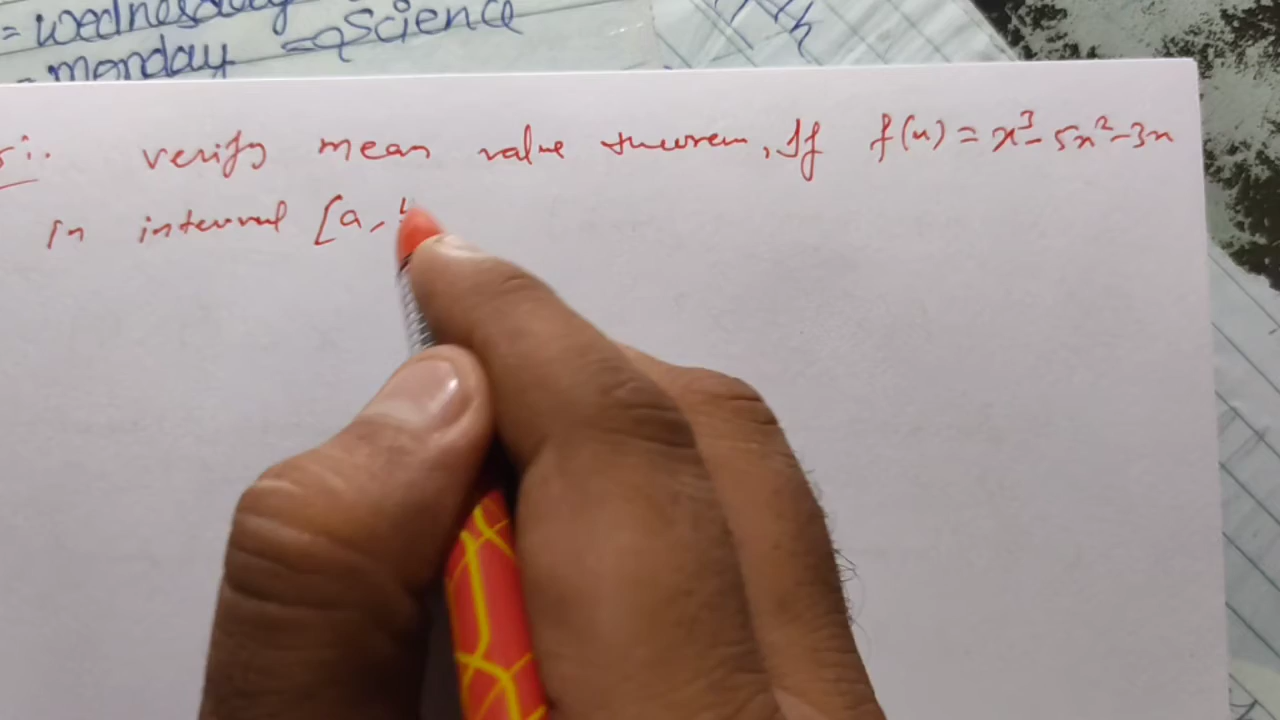 = wednesday
- monday => Science
verify mean value theorem, If f(x) = x³- 5x²-3x
in interval [a,